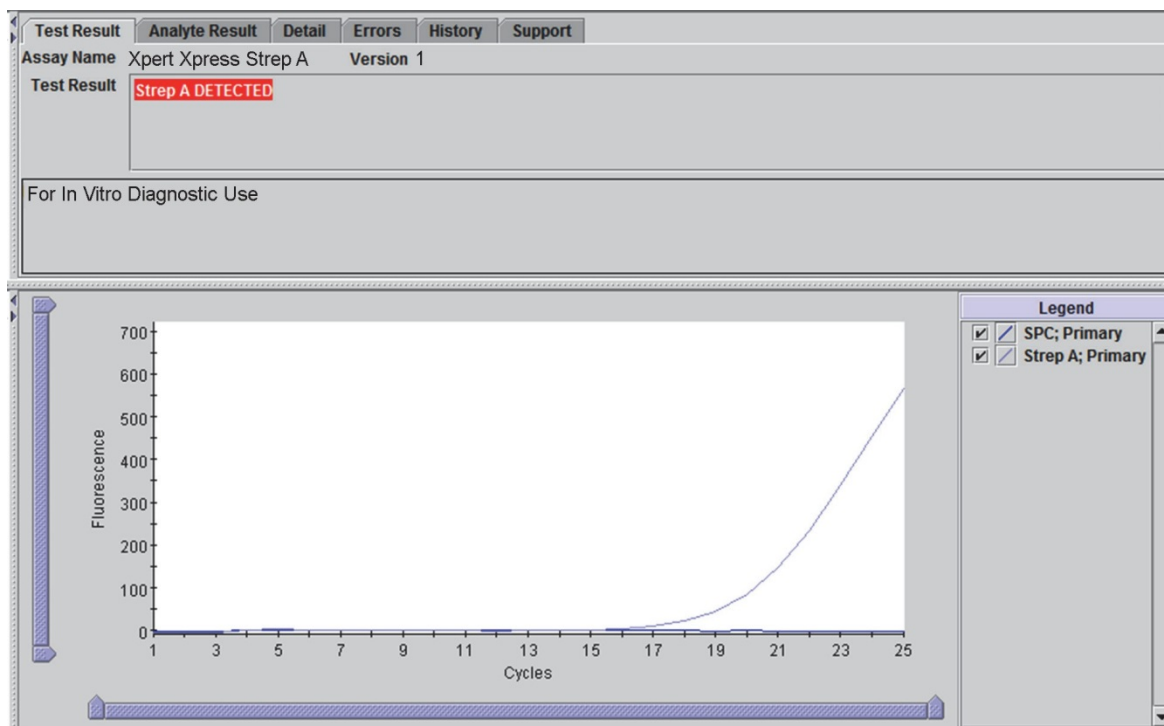 Test Result Analyte Result Detail Errors History Support
Assay Name Xpert Xpress Strep A Version 1
Test Result Strep A DETECTED
For In Vitro Diagnostic Use
Legend
SPC; Primary
Strep A; Primary
700
600
500
400
300
200
100
0
Fluorescence
1 3 5 7 9 11 13 15 17 19 21 23 25
Cycles